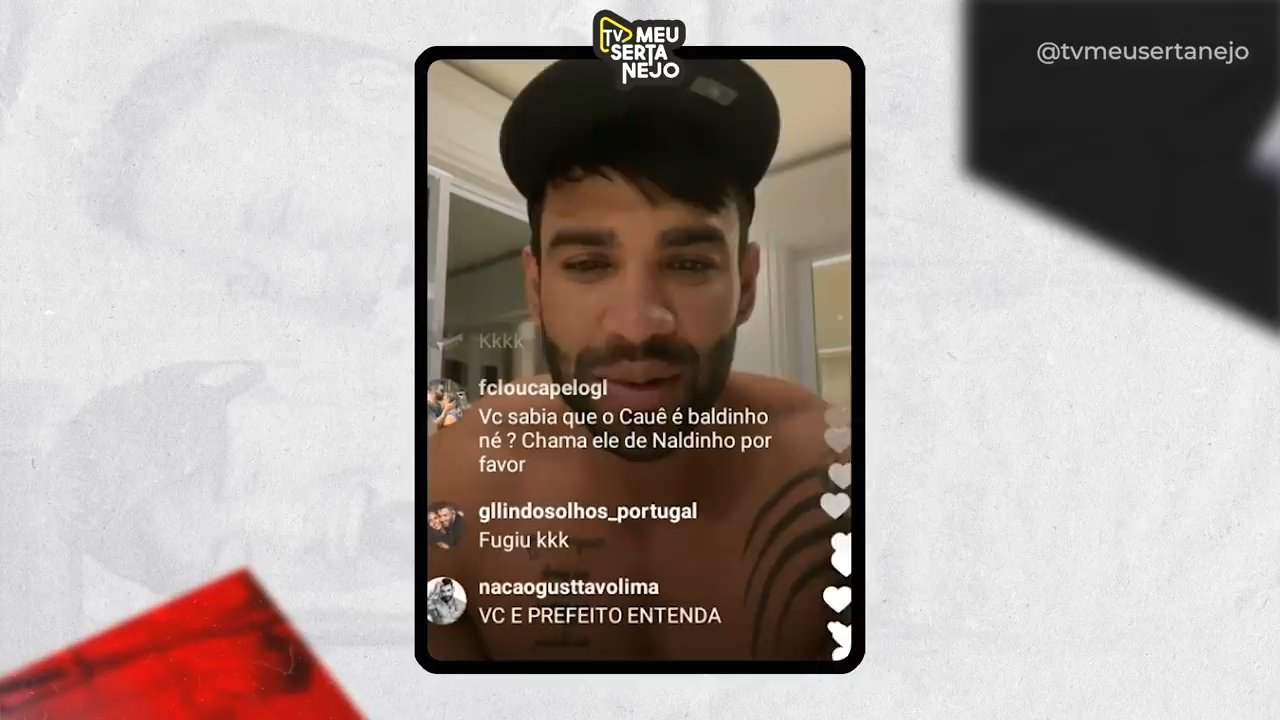 TV MEU
SERTA
NEJO
@tvmeusertanejo
Kkkk
fcloucapelogl
Vc sabia que o Cauê é baldinho
né ? Chama ele de Naldinho por
favor
gllindosolhos_portugal
Fugiu kkk
nacaogusttavolima
VC E PREFEITO ENTENDA